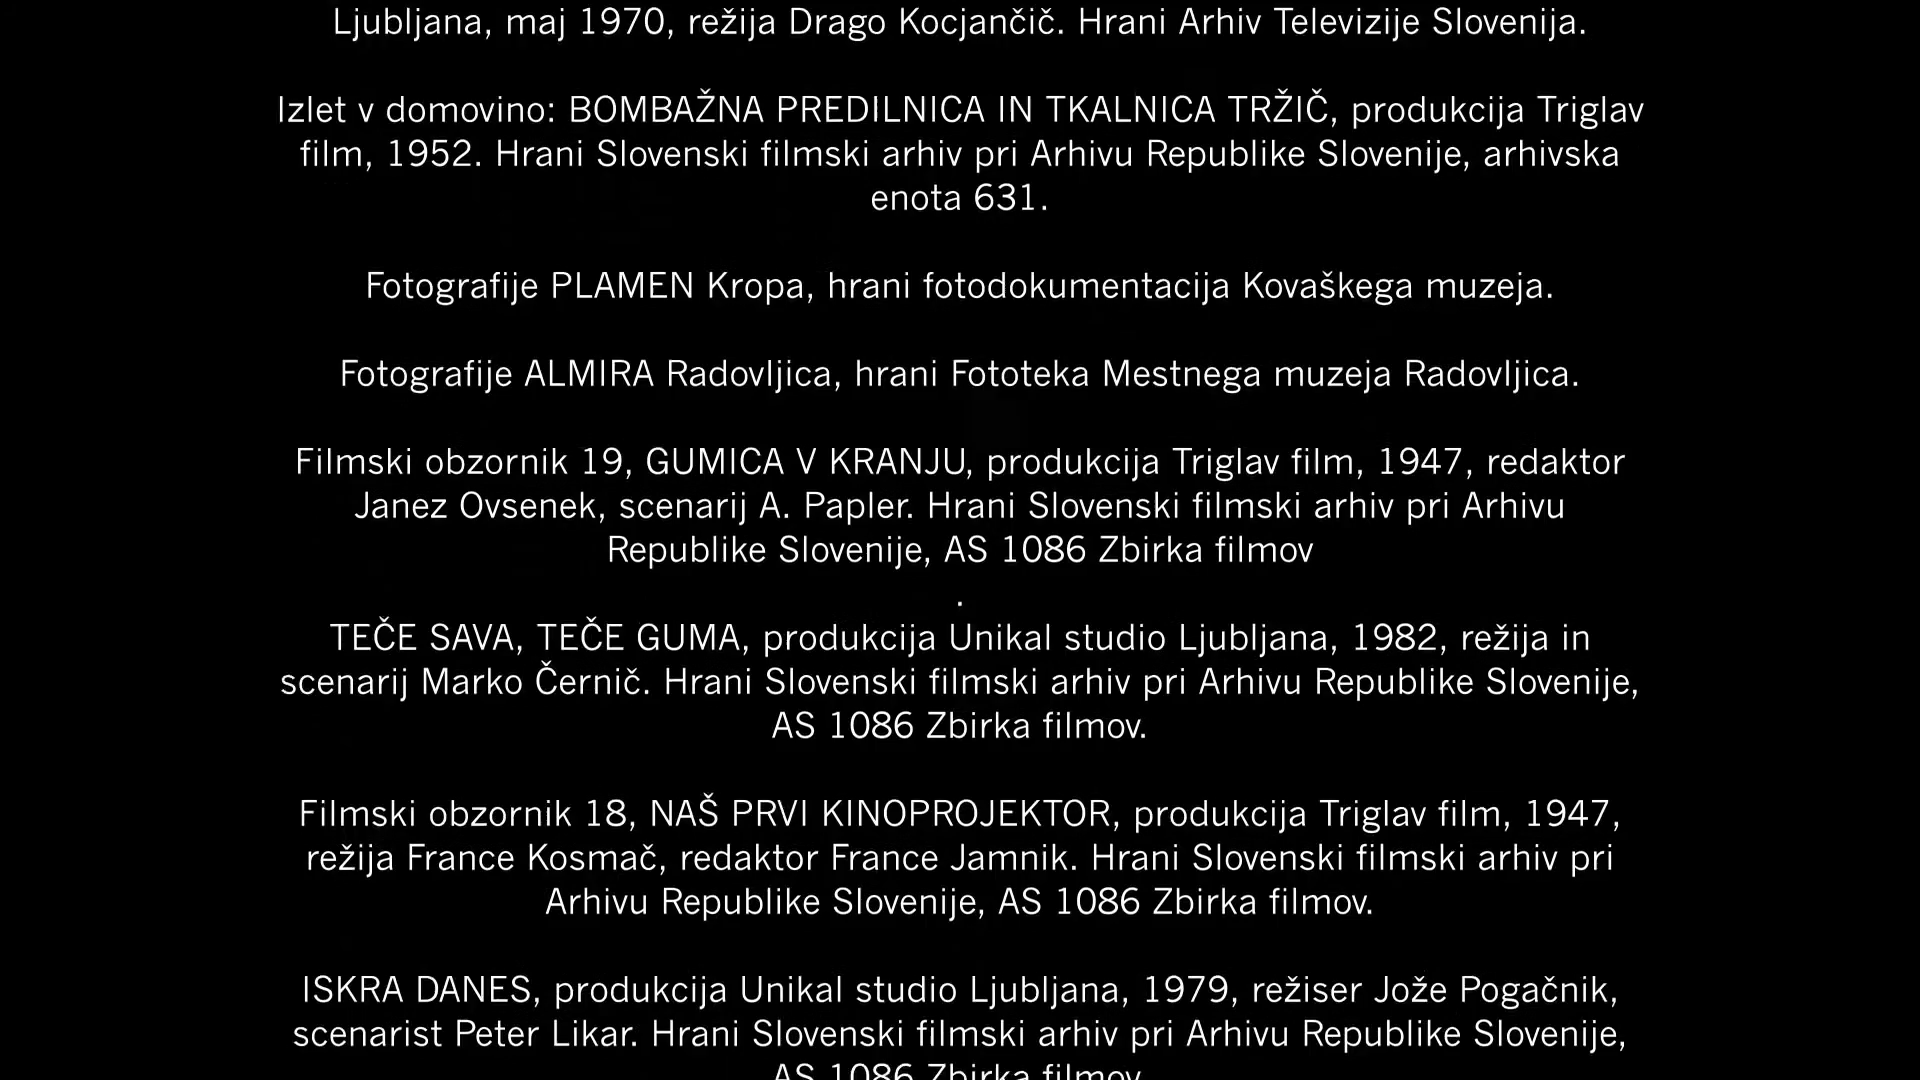 Ljubljana, maj 1970, režija Drago Kocjančič. Hrani Arhiv Televizije Slovenija.
Izlet v domovino: BOMBAŽNA PREDILNICA IN TKALNICA TRŽIČ, produkcija Triglav
film, 1952. Hrani Slovenski filmski arhiv pri Arhivu Republike Slovenije, arhivska
enota 631.
Fotografije PLAMEN Kropa, hrani fotodokumentacija Kovaškega muzeja.
Fotografije ALMIRA Radovljica, hrani Fototeka Mestnega muzeja Radovljica.
Filmski obzornik 19, GUMICA V KRANJU, produkcija Triglav film, 1947, redaktor
Janez Ovsenek, scenarij A. Papler. Hrani Slovenski filmski arhiv pri Arhivu
Republike Slovenije, AS 1086 Zbirka filmov
.
TEČE SAVA, TEČE GUMA, produkcija Unikal studio Ljubljana, 1982, režija in
scenarij Marko Černič. Hrani Slovenski filmski arhiv pri Arhivu Republike Slovenije,
AS 1086 Zbirka filmov.
Filmski obzornik 18, NAŠ PRVI KINOPROJEKTOR, produkcija Triglav film, 1947,
režija France Kosmač, redaktor France Jamnik. Hrani Slovenski filmski arhiv pri
Arhivu Republike Slovenije, AS 1086 Zbirka filmov.
ISKRA DANES, produkcija Unikal studio Ljubljana, 1979, režiser Jože Pogačnik,
scenarist Peter Likar. Hrani Slovenski filmski arhiv pri Arhivu Republike Slovenije,
AS 1086 Zbirka filmov